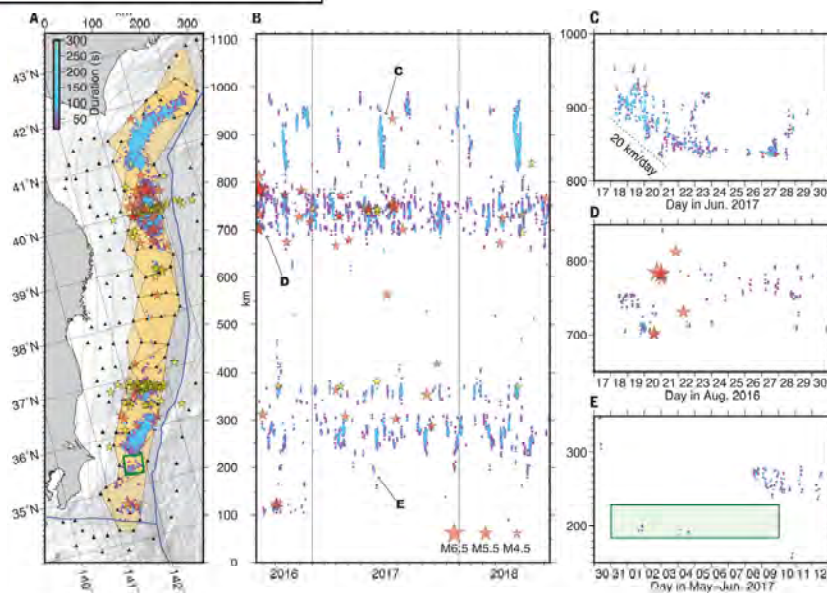 A
0 100 200 300
B
C
43°N
42°N
41°N
40°N
39°N
38°N
37°N
36°N
35°N
140°
141°
142°
300
250
200
150
100
50
Duration (s)
1100
1000
900
800
700
600
500
400
300
200
100
0
km
C
D
E
M6.5 M5.5 M4.5
2016 2017 2018
1000
900
800
20 km/day
17 18 19 20 21 22 23 24 25 26 27 28 29 30
Day in Jun. 2017
D
800
700
17 18 19 20 21 22 23 24 25 26 27 28 29 30
Day in Aug. 2016
E
300
200
30 31 01 02 03 04 05 06 07 08 09 10 11 12
Day in May-Jun. 2017